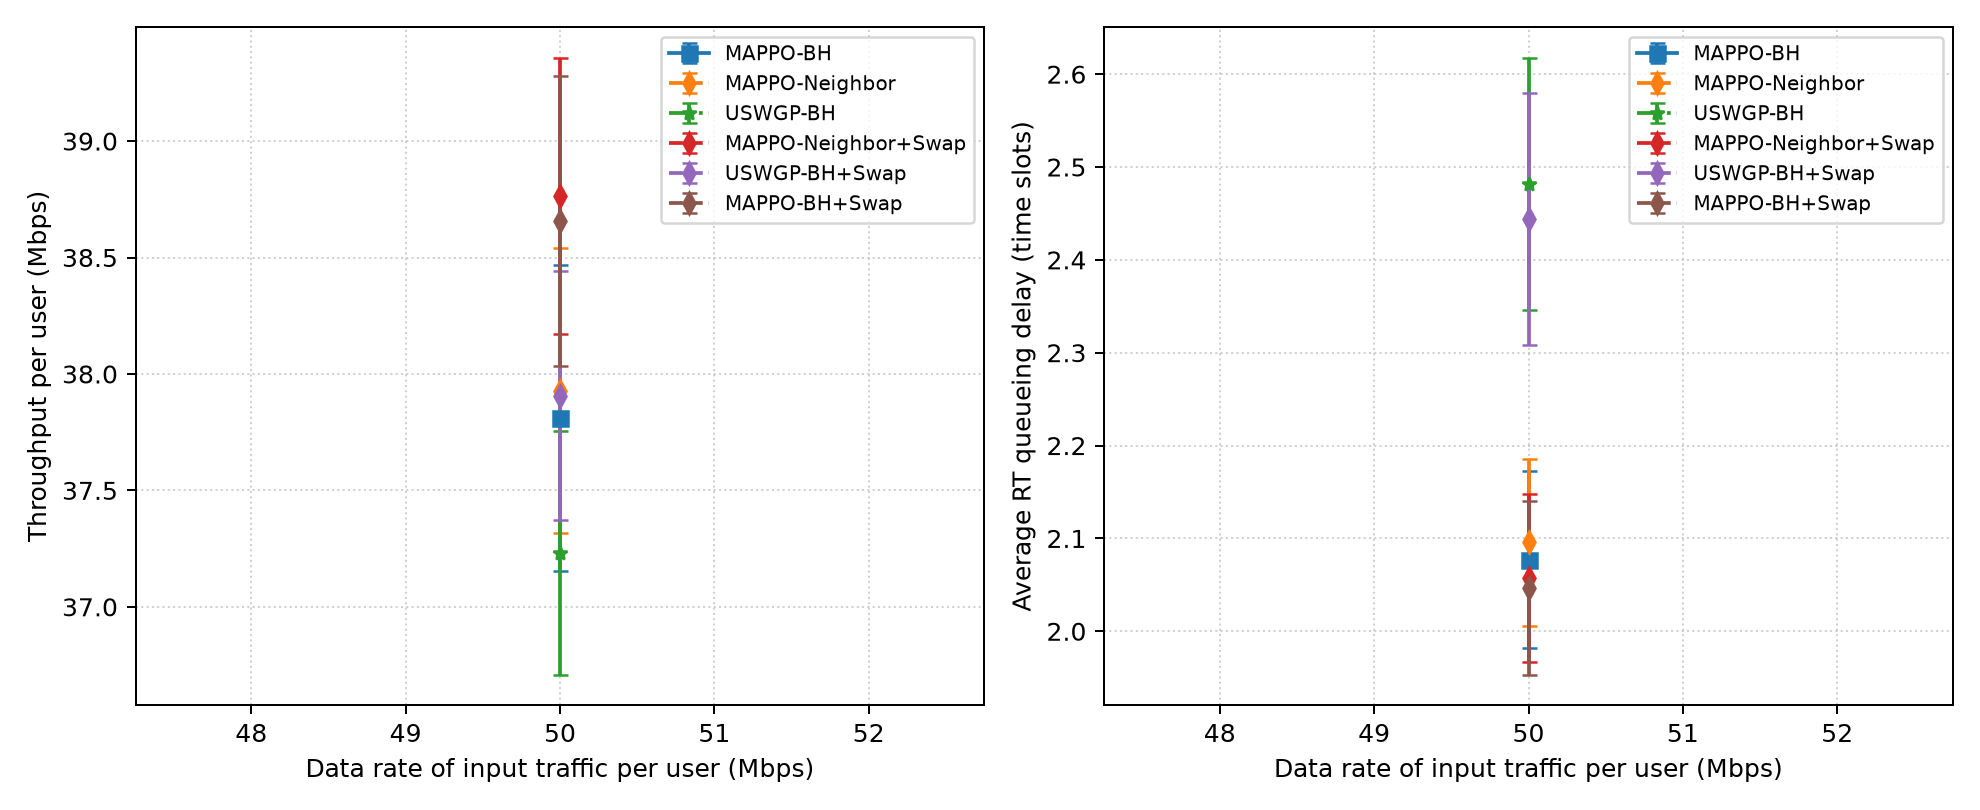 Throughput per user (Mbps)
39.0
38.5
38.0
37.5
37.0
48 49 50 51 52
Data rate of input traffic per user (Mbps)
MAPPO-BH
MAPPO-Neighbor
USWGP-BH
MAPPO-Neighbor+Swap
USWGP-BH+Swap
MAPPO-BH+Swap
Average RT queueing delay (time slots)
2.6
2.5
2.4
2.3
2.2
2.1
2.0
48 49 50 51 52
Data rate of input traffic per user (Mbps)
MAPPO-BH
MAPPO-Neighbor
USWGP-BH
MAPPO-Neighbor+Swap
USWGP-BH+Swap
MAPPO-BH+Swap